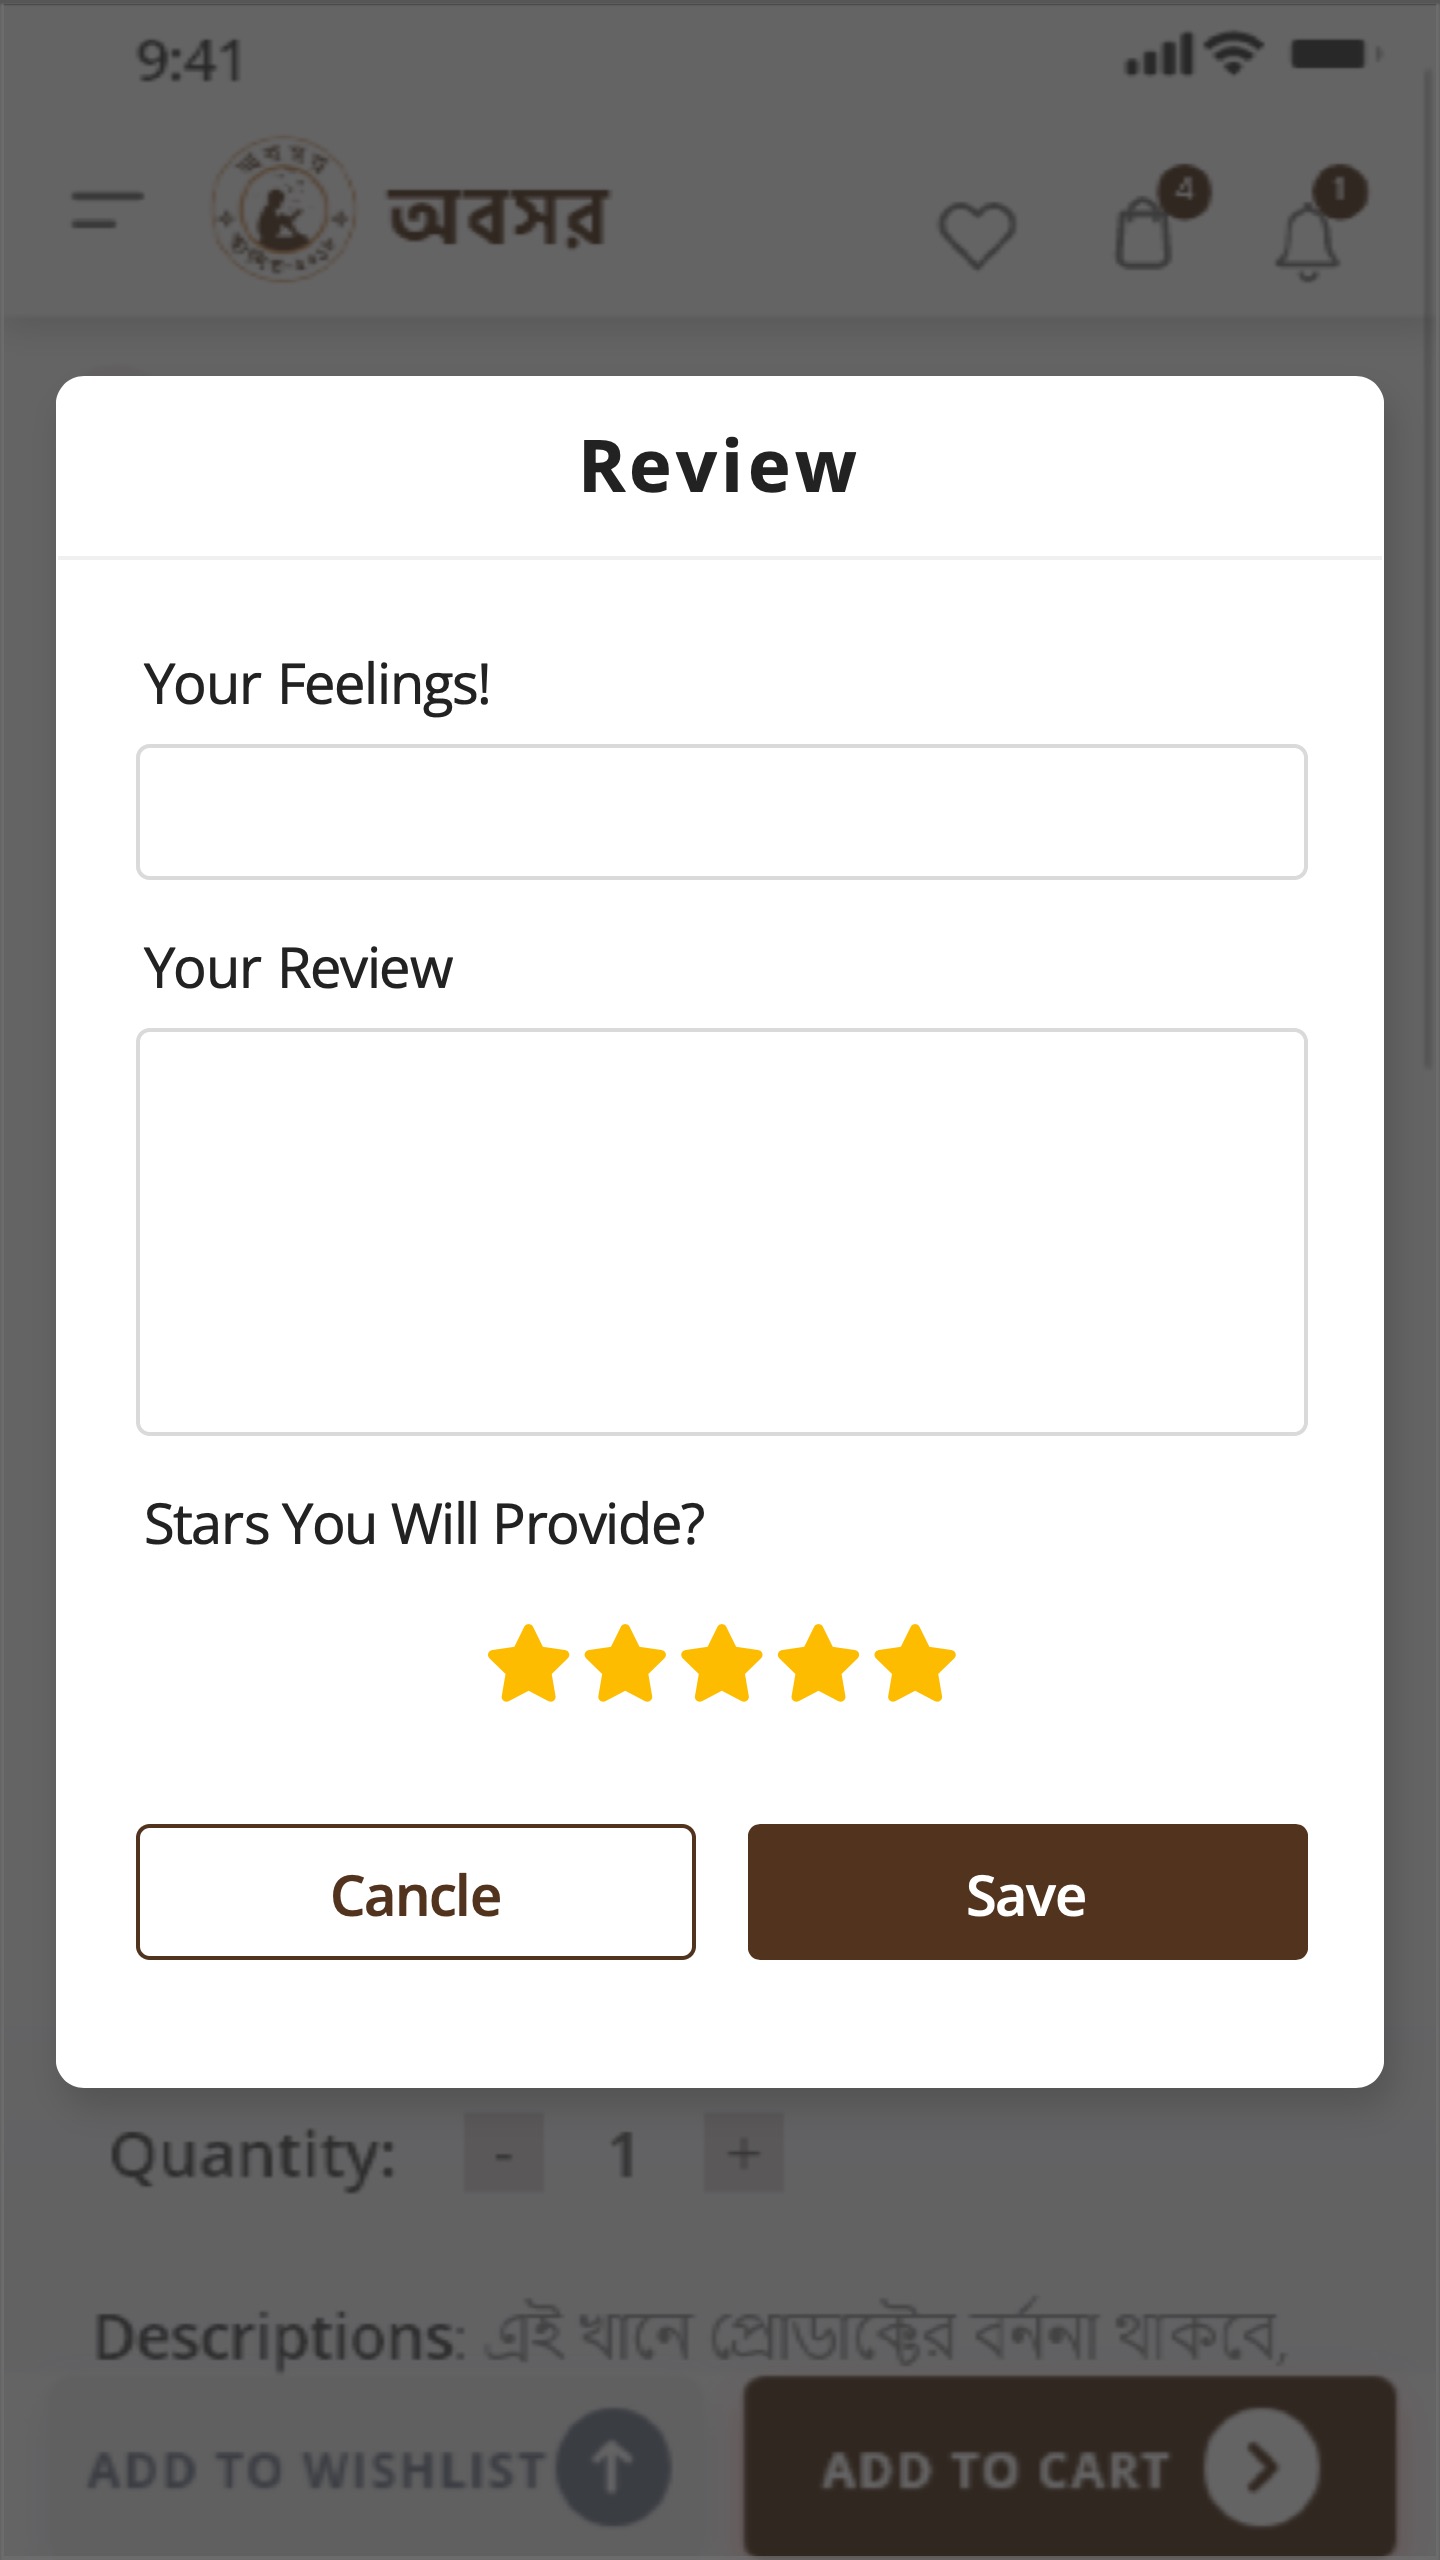 9:41
অবসর
4
1
Review
Your Feelings!
Your Review
Stars You Will Provide?
Cancle
Save
Quantity: - 1 +
Descriptions: এই খানে প্রোডাক্টের বর্ননা থাকবে,
ADD TO WISHLIST
ADD TO CART